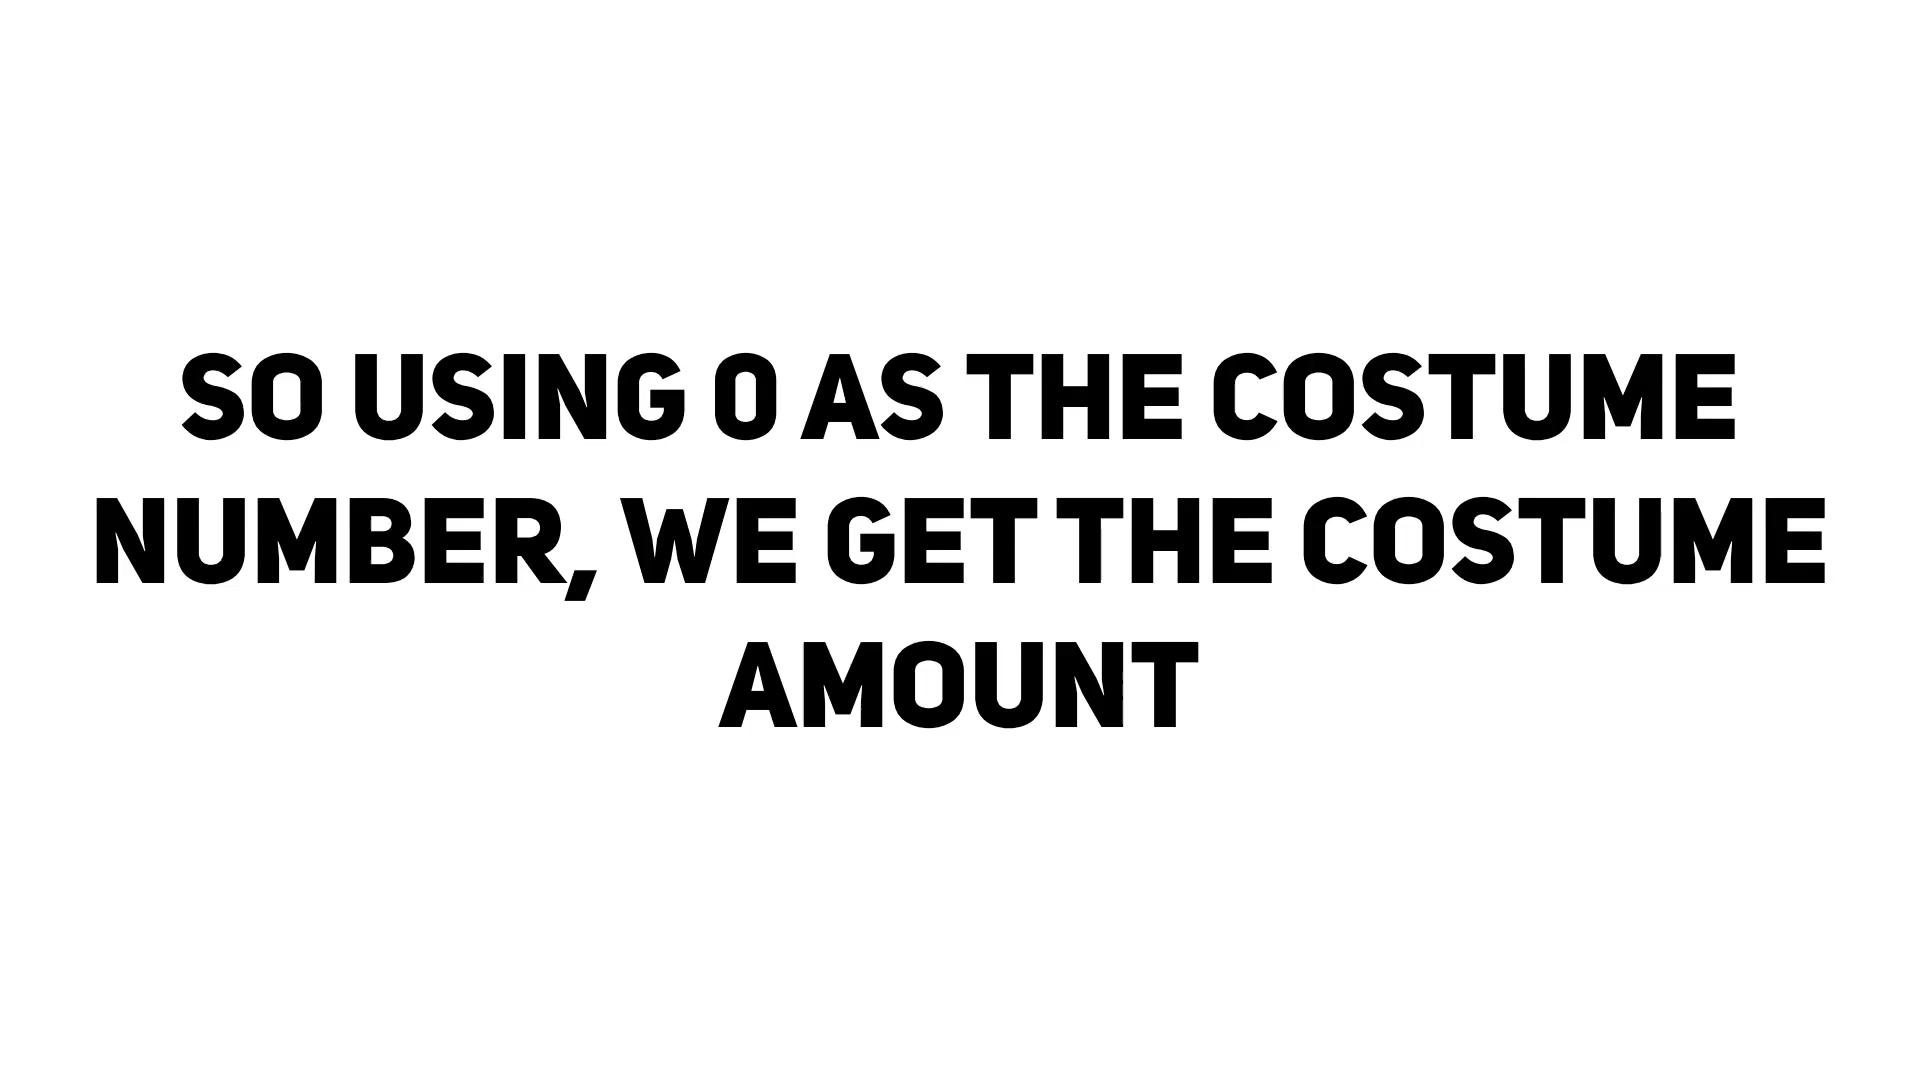 SO USING 0 AS THE COSTUME
NUMBER, WE GET THE COSTUME
AMOUNT